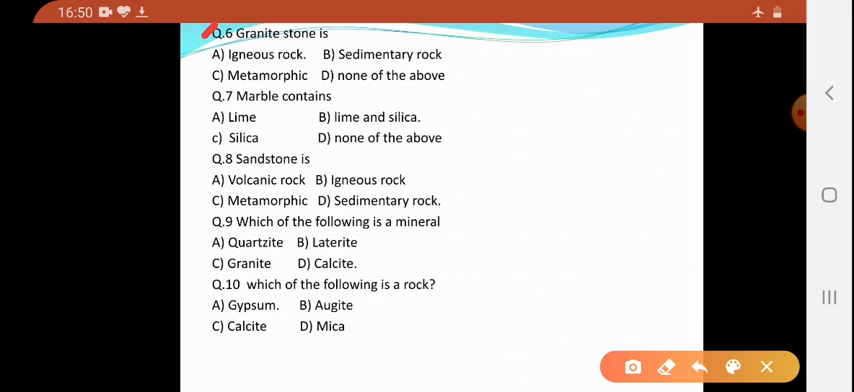 16:50
Q.6 Granite stone is
A) Igneous rock. B) Sedimentary rock
C) Metamorphic D) none of the above
Q.7 Marble contains
A) Lime B) lime and silica.
c) Silica D) none of the above
Q.8 Sandstone is
A) Volcanic rock B) Igneous rock
C) Metamorphic D) Sedimentary rock.
Q.9 Which of the following is a mineral
A) Quartzite B) Laterite
C) Granite D) Calcite.
Q.10 which of the following is a rock?
A) Gypsum. B) Augite
C) Calcite D) Mica